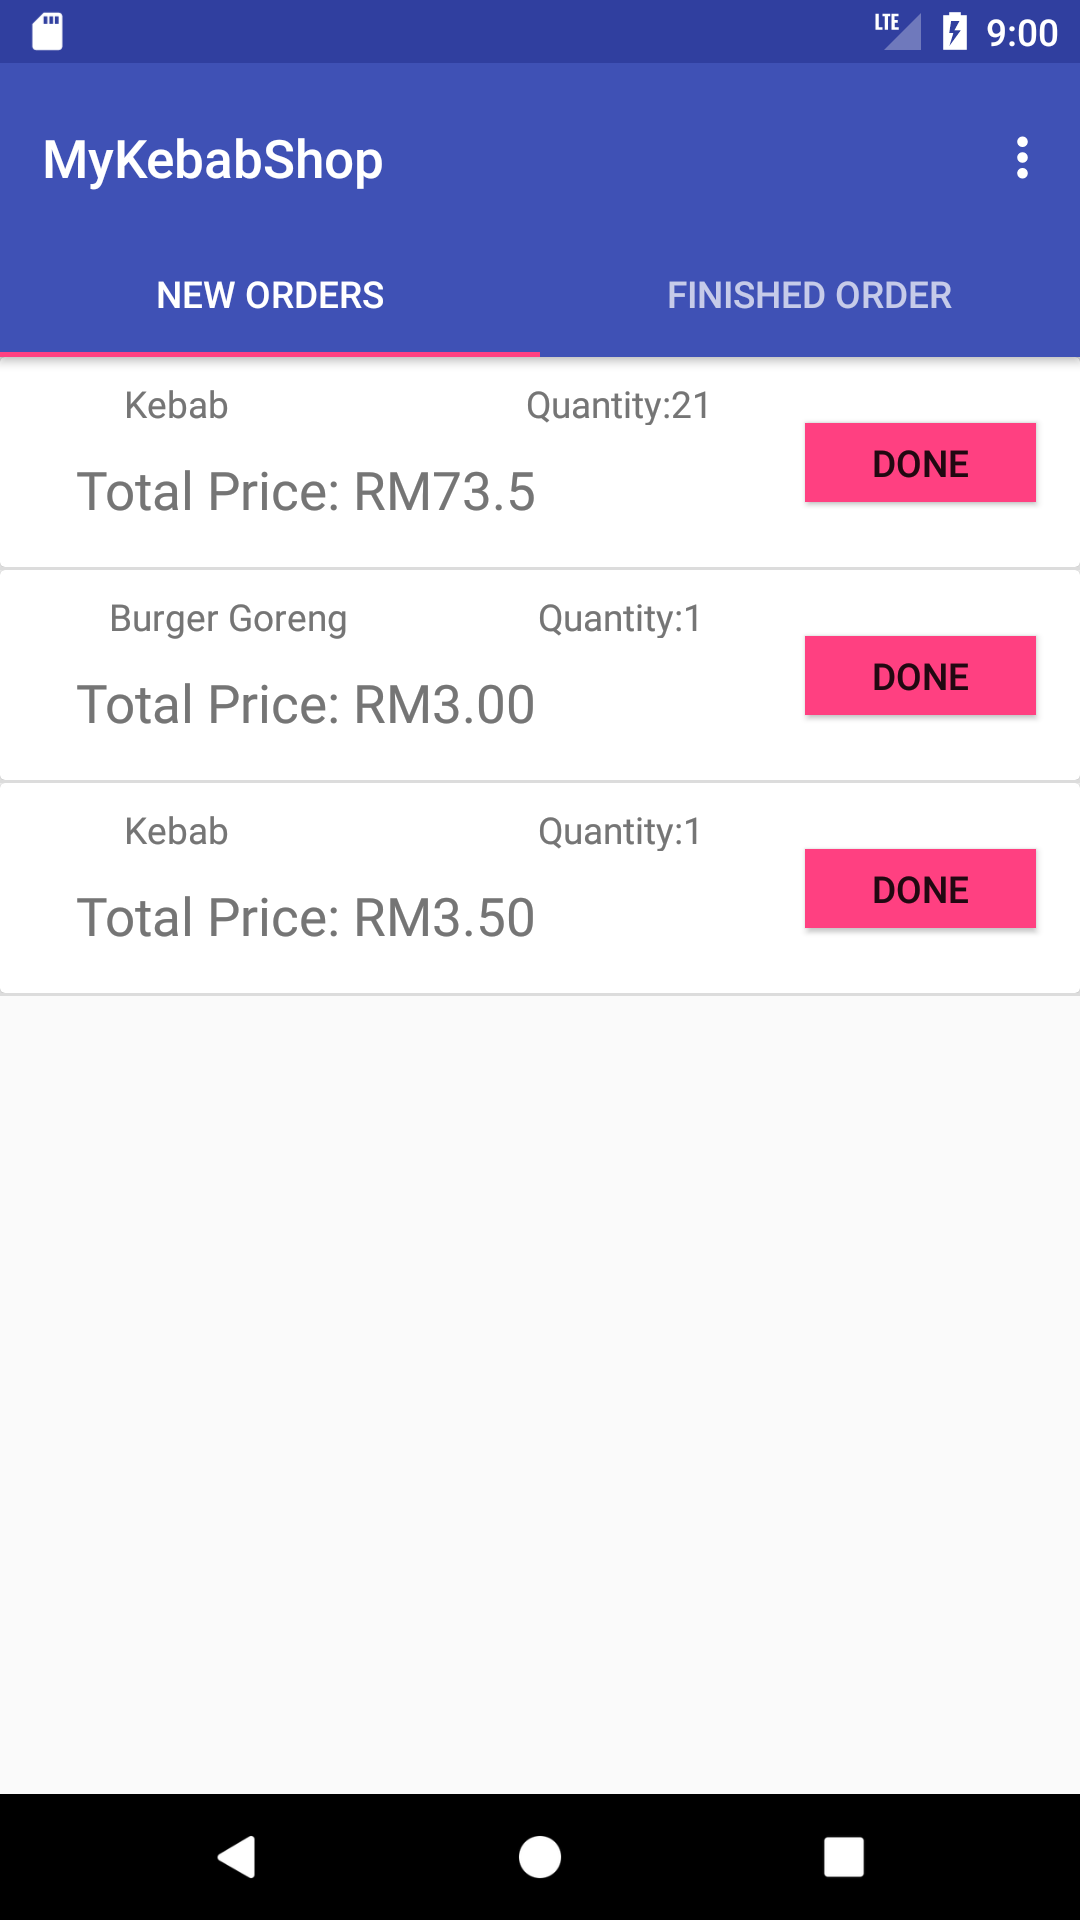 LTE 9:00
MyKebabShop
NEW ORDERS FINISHED ORDER
Kebab Quantity:21
DONE
Total Price: RM73.5
Burger Goreng Quantity:1
DONE
Total Price: RM3.00
Kebab Quantity:1
DONE
Total Price: RM3.50